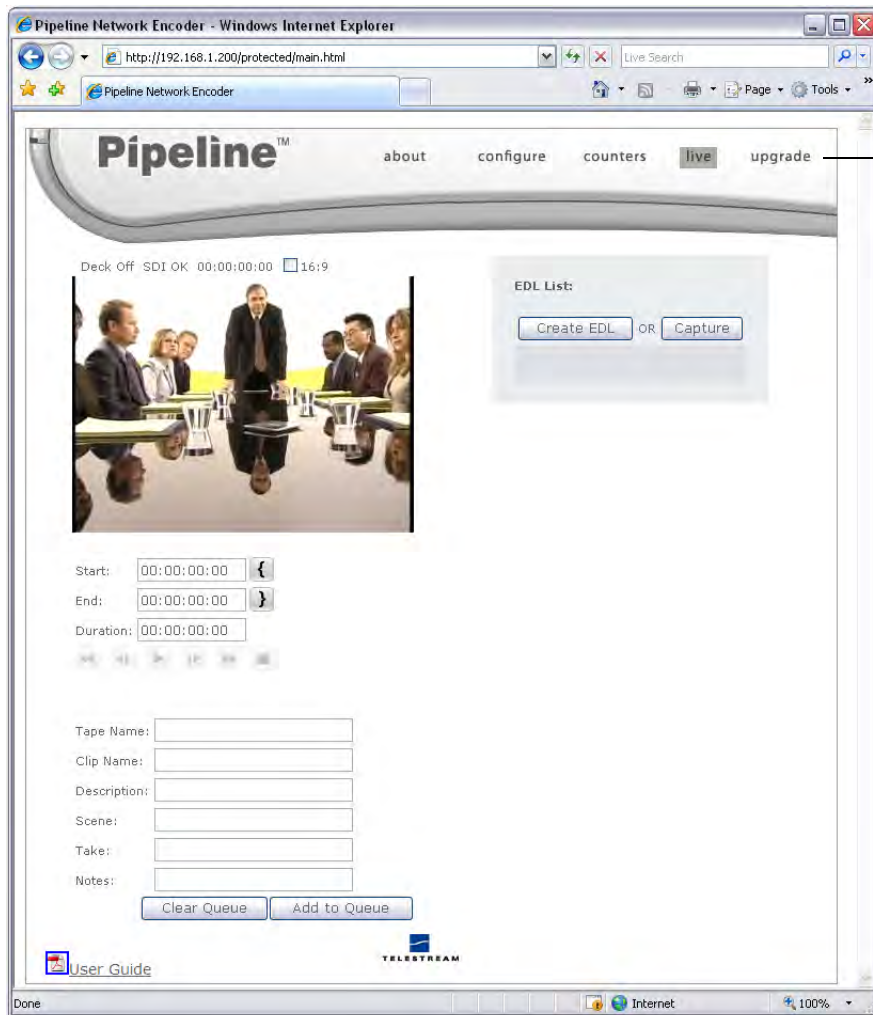 Pipeline Network Encoder - Windows Internet Explorer
http://192.168.1.200/protected/main.html
Live Search
Pipeline Network Encoder
Page
Tools
Pipeline™
about configure counters live upgrade
Deck Off SDI OK 00:00:00:00 16:9
EDL List:
Create EDL OR Capture
Start: 00:00:00:00 {
End: 00:00:00:00 }
Duration: 00:00:00:00
Tape Name:
Clip Name:
Description:
Scene:
Take:
Notes:
Clear Queue Add to Queue
TELESTREAM
User Guide
Done Internet 100%